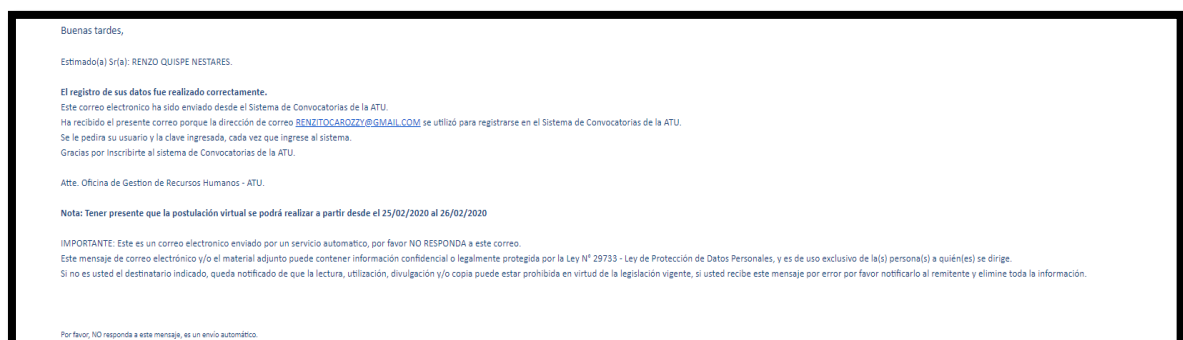 Buenas tardes,
Estimado(a) Sr(a): RENZO QUISPE NESTARES.
El registro de sus datos fue realizado correctamente.
Este correo electronico ha sido enviado desde el Sistema de Convocatorias de la ATU.
Ha recibido el presente correo porque la dirección de correo RENZITOCAROZZY@GMAIL.COM se utilizó para registrarse en el Sistema de Convocatorias de la ATU.
Se le pedira su usuario y la clave ingresada, cada vez que ingrese al sistema.
Gracias por Inscribirte al sistema de Convocatorias de la ATU.
Atte. Oficina de Gestion de Recursos Humanos - ATU.
Nota: Tener presente que la postulación virtual se podrá realizar a partir desde el 25/02/2020 al 26/02/2020
IMPORTANTE: Este es un correo electronico enviado por un servicio automatico, por favor NO RESPONDA a este correo.
Este mensaje de correo electrónico y/o el material adjunto puede contener información confidencial o legalmente protegida por la Ley N° 29733 - Ley de Protección de Datos Personales, y es de uso exclusivo de la(s) persona(s) a quién(es) se dirige.
Si no es usted el destinatario indicado, queda notificado de que la lectura, utilización, divulgación y/o copia puede estar prohibida en virtud de la legislación vigente, si usted recibe este mensaje por error por favor notificarlo al remitente y elimine toda la información.
Por favor, NO responda a este mensaje, es un envío automático.